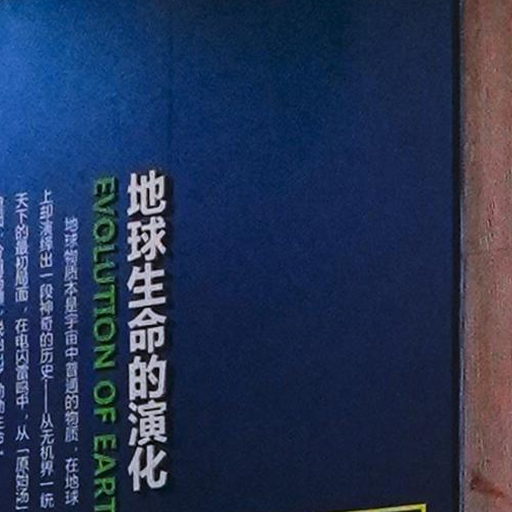 地球生命的演化
EVOLUTION OF EART
地球物质本是宇宙中普通的物质,在地球
上却演绎出一段神奇的历史——从无机界一统
天下的最初局面,在电闪雷鸣中,从「原始汤」